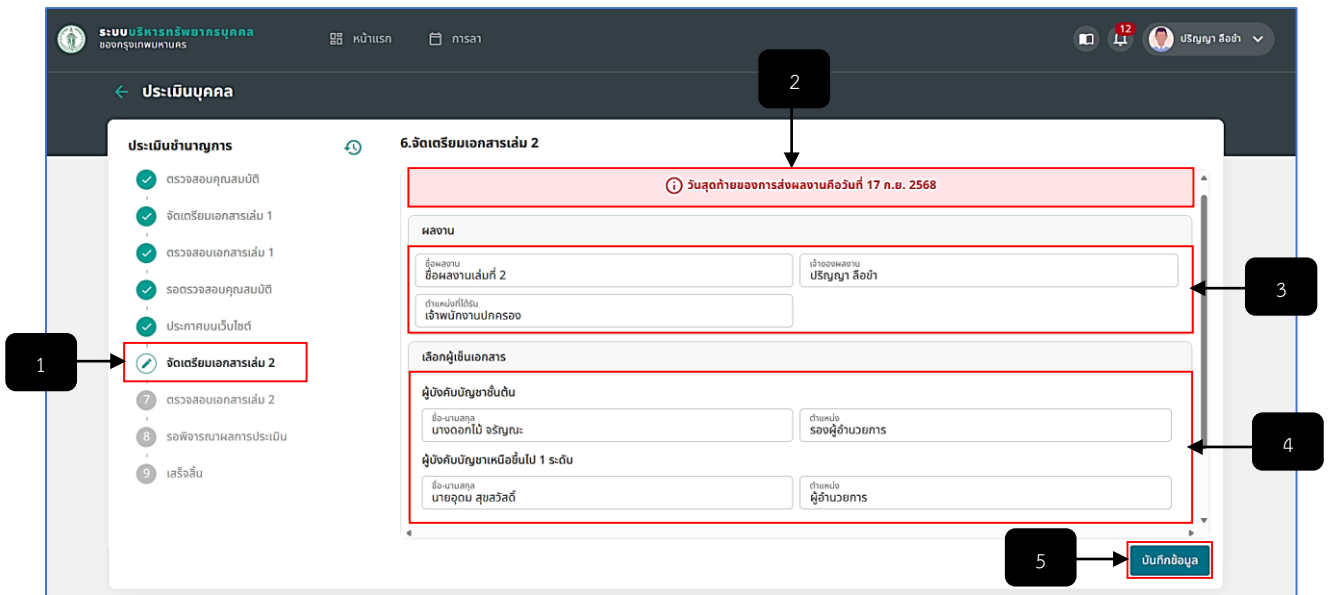 ระบบบริหารทรัพยากรบุคคล
ของกรุงเทพมหานคร
หน้าแรก
ภาสา1
12
ปริญญา ลือขำ
ประเมินบุคคล
2
ประเมินชำนาญการ
6.จัดเตรียมเอกสารเล่ม 2
ตรวจสอบคุณสมบัติ
วันสุดท้ายของการส่งผลงานคือวันที่ 17 ก.ย. 2568
จัดเตรียมเอกสารเล่ม 1
ผลงาน
ตรวจสอบเอกสารเล่ม 1
ชื่อผลงาน
ชื่อผลงานเล่มที่ 2
เจ้าของผลงาน
ปริญญา ลือขำ
3
รอตรวจสอบคุณสมบัติ
ตำแหน่งที่ได้รับ
เจ้าพนักงานปกครอง
ประกาศบนเว็บไซต์
1
จัดเตรียมเอกสารเล่ม 2
เลือกผู้เซ็นเอกสาร
7 ตรวจสอบเอกสารเล่ม 2
ผู้บังคับบัญชาชั้นต้น
8 รอพิจารณาผลการประเมิน
ชื่อ-นามสกุล
นางดอกไม้ จรัญณะ
ตำแหน่ง
รองผู้อำนวยการ
4
9 เสร็จสิ้น
ผู้บังคับบัญชาเหนือขึ้นไป 1 ระดับ
ชื่อ-นามสกุล
นายอุดม สุขสวัสดิ์
ตำแหน่ง
ผู้อำนวยการ
5
บันทึกข้อมูล